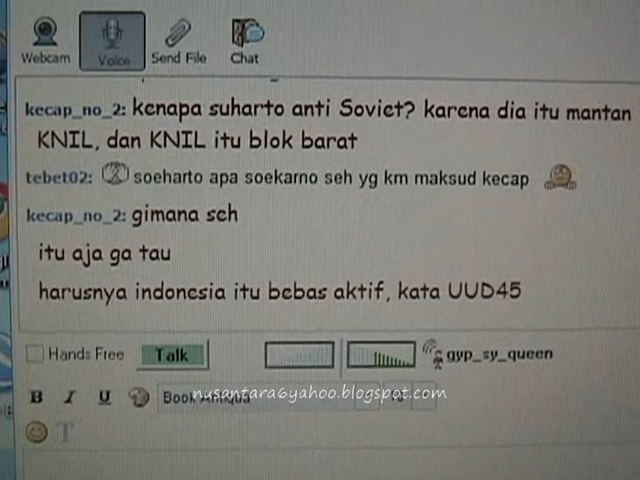 Webcam
Voice
Send File
Chat
kecap_no_2: kenapa suharto anti Soviet? karena dia itu mantan
KNIL, dan KNIL itu blok barat
tebet02: soeharto apa soekarno seh yg km maksud kecap
kecap_no_2: gimana seh
itu aja ga tau
harusnya indonesia itu bebas aktif, kata UUD45
Hands Free
Talk
gyp_sy_queen
B I U
Book Antiqua
nusantara6yahoo.blogspot.com
T